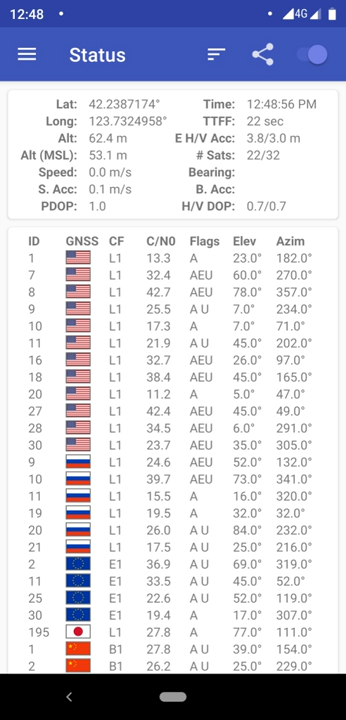 12:48 4G
Status
Lat: 42.2387174° Time: 12:48:56 PM
Long: 123.7324958° TTFF: 22 sec
Alt: 62.4 m E H/V Acc: 3.8/3.0 m
Alt (MSL): 53.1 m # Sats: 22/32
Speed: 0.0 m/s Bearing:
S. Acc: 0.1 m/s B. Acc:
PDOP: 1.0 H/V DOP: 0.7/0.7
ID GNSS CF C/N0 Flags Elev Azim
1 L1 13.3 A 23.0° 182.0°
7 L1 32.4 AEU 60.0° 270.0°
8 L1 42.7 AEU 78.0° 357.0°
9 L1 25.5 A U 7.0° 234.0°
10 L1 17.3 A 7.0° 71.0°
11 L1 21.9 A U 45.0° 202.0°
16 L1 32.7 AEU 26.0° 97.0°
18 L1 38.4 AEU 45.0° 165.0°
20 L1 11.2 A 5.0° 47.0°
27 L1 42.4 AEU 45.0° 49.0°
28 L1 34.5 AEU 6.0° 291.0°
30 L1 23.7 AEU 35.0° 305.0°
9 L1 24.6 AEU 52.0° 132.0°
10 L1 39.7 AEU 73.0° 341.0°
11 L1 15.5 A 16.0° 320.0°
19 L1 19.5 A 32.0° 32.0°
20 L1 26.0 A U 84.0° 232.0°
21 L1 17.5 A U 25.0° 216.0°
2 E1 36.9 A U 69.0° 319.0°
11 E1 33.5 A U 45.0° 52.0°
25 E1 22.6 A U 52.0° 119.0°
30 E1 19.4 A 17.0° 307.0°
195 L1 27.8 A 77.0° 111.0°
1 B1 27.8 A U 39.0° 154.0°
2 B1 26.2 A U 25.0° 229.0°